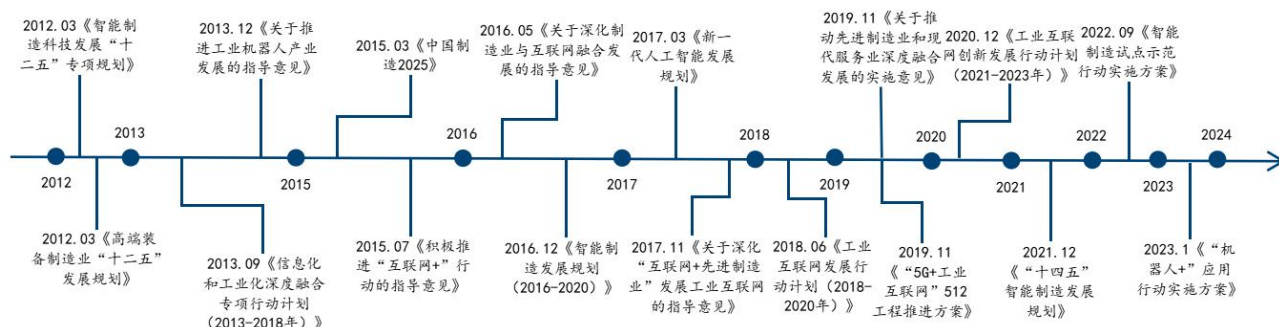 2012.03《智能制
造科技发展“十
二五”专项规划》
2013.12《关于推
进工业机器人产业
发展的指导意见》
2015.03《中国制
造2025》
2016.05《关于深化制
造业与互联网融合发
展的指导意见》
2017.03《新一
代人工智能发展
规划》
2019.11《关于推
动先进制造业和现
代服务业深度融合
发展的实施意见》
2020.12《工业互联
网创新发展行动计划
(2021-2023年)》
2022.09《智能
制造试点示范
行动实施方案》
2012
2013
2015
2016
2017
2018
2019
2020
2021
2022
2023
2024
2012.03《高端装
备制造业“十二五”
发展规划》
2013.09《信息化
和工业化深度融合
专项行动计划
(2013-2018年)》
2015.07《积极推
进“互联网+”行
动的指导意见》
2016.12《智能制
造发展规划
(2016-2020)》
2017.11《关于深化
“互联网+先进制造
业”发展工业互联网
的指导意见》
2018.06《工业
互联网发展行
动计划(2018-
2020年)》
2019.11
《“5G+工业
互联网”512
工程推进方案》
2021.12
《“十四五”
智能制造发展
规划》
2023.1《“机
器人+”应用
行动实施方案》